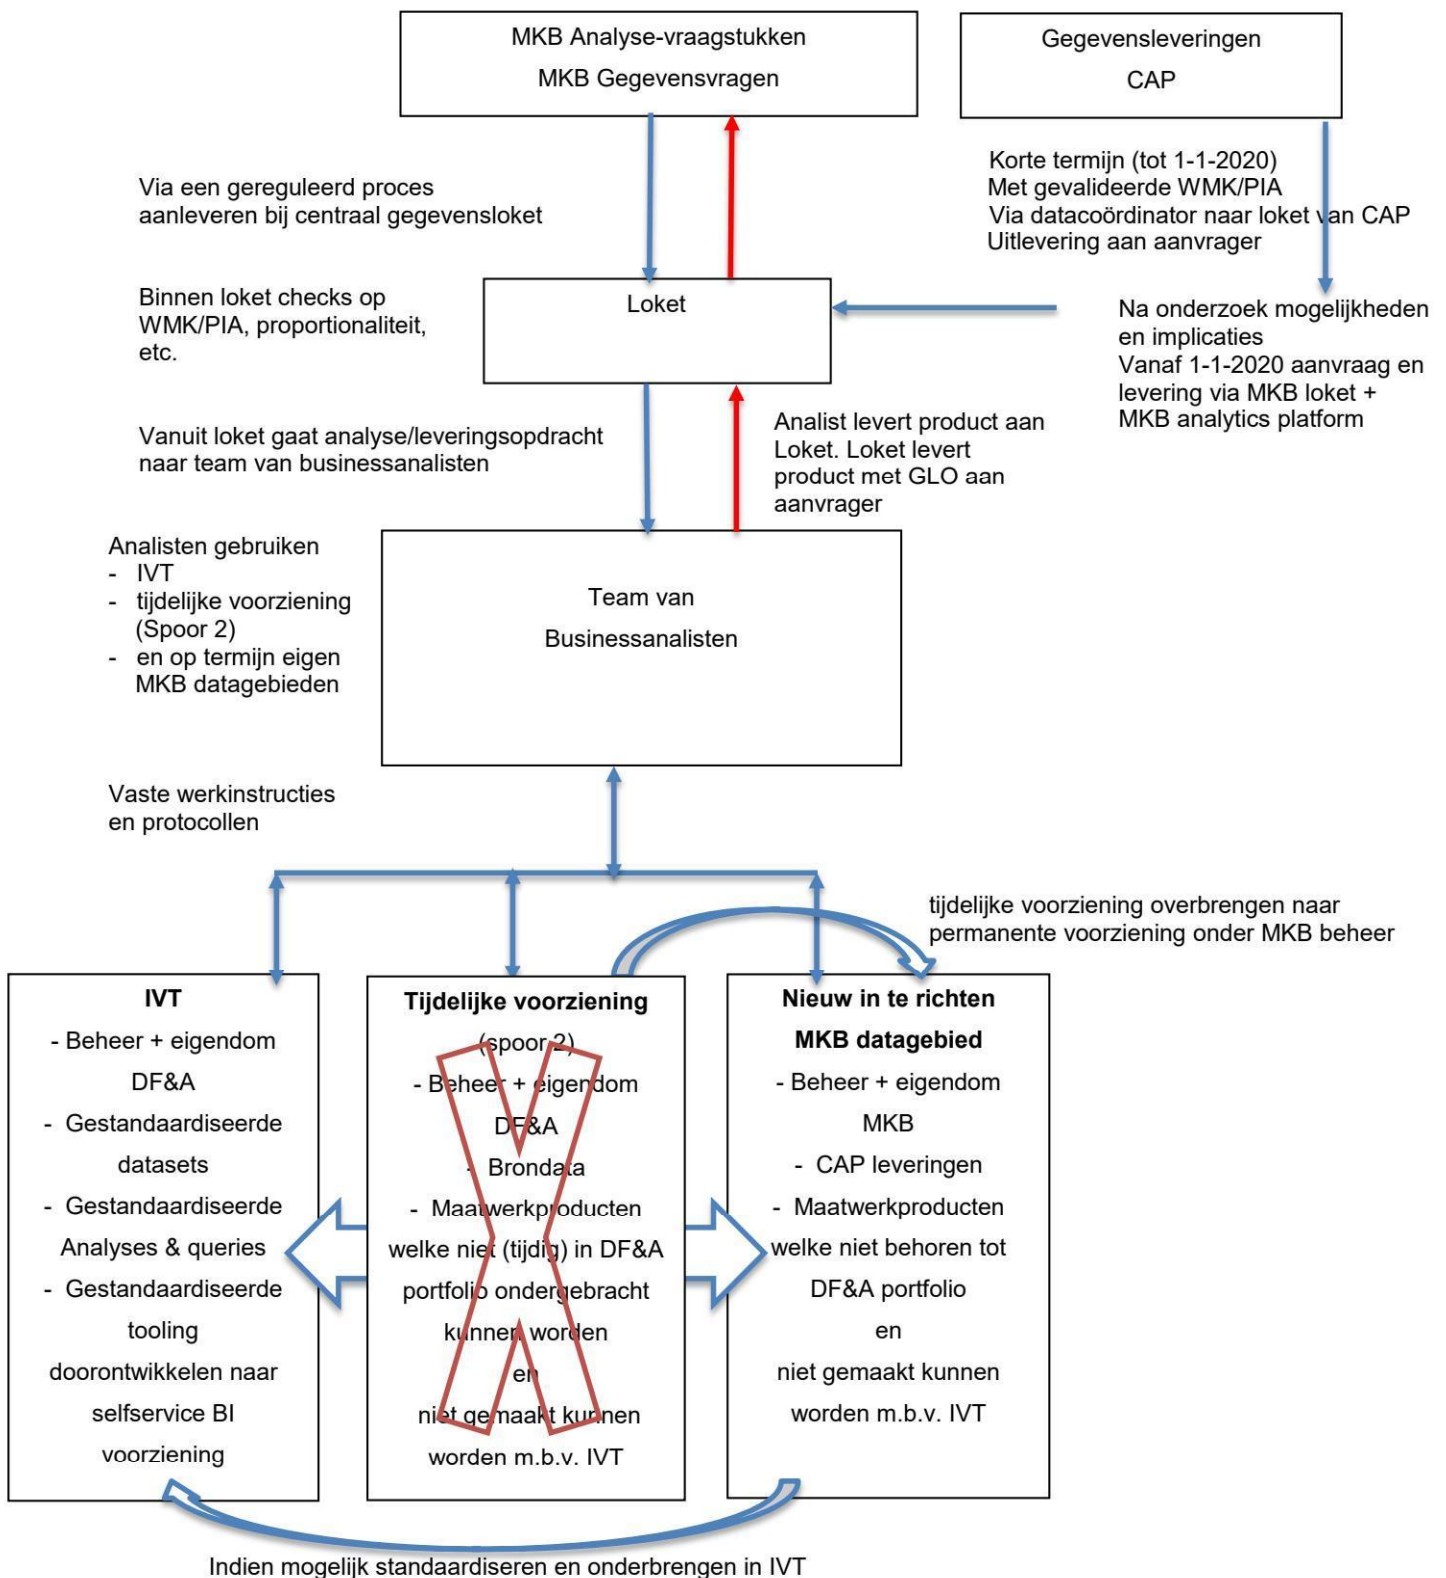 MKB Analyse-vraagstukken
MKB Gegevensvragen
Gegevensleveringen
CAP
Via een gereguleerd proces
aanleveren bij centraal gegevensloket
Korte termijn (tot 1-1-2020)
Met gevalideerde WMK/PIA
Via datacoördinator naar loket van CAP
Uitlevering aan aanvrager
Binnen loket checks op
WMK/PIA, proportionaliteit,
etc.
Loket
Na onderzoek mogelijkheden
en implicaties
Vanaf 1-1-2020 aanvraag en
levering via MKB loket +
MKB analytics platform
Vanuit loket gaat analyse/leveringsopdracht
naar team van businessanalisten
Analist levert product aan
Loket. Loket levert
product met GLO aan
aanvrager
Analisten gebruiken
- IVT
- tijdelijke voorziening
(Spoor 2)
- en op termijn eigen
MKB datagebieden
Team van
Businessanalisten
Vaste werkinstructies
en protocollen
tijdelijke voorziening overbrengen naar
permanente voorziening onder MKB beheer
IVT
- Beheer + eigendom
DF&A
- Gestandaardiseerde
datasets
- Gestandaardiseerde
Analyses & queries
- Gestandaardiseerde
tooling
doorontwikkelen naar
selfservice BI
voorziening
Tijdelijke voorziening
(spoor 2)
- Beheer + eigendom
DF&A
- Brondata
- Maatwerkproducten
welke niet (tijdig) in DF&A
portfolio ondergebracht
kunnen worden
en
niet gemaakt kunnen
worden m.b.v. IVT
Nieuw in te richten
MKB datagebied
- Beheer + eigendom
MKB
- CAP leveringen
- Maatwerkproducten
welke niet behoren tot
DF&A portfolio
en
niet gemaakt kunnen
worden m.b.v. IVT
Indien mogelijk standaardiseren en onderbrengen in IVT